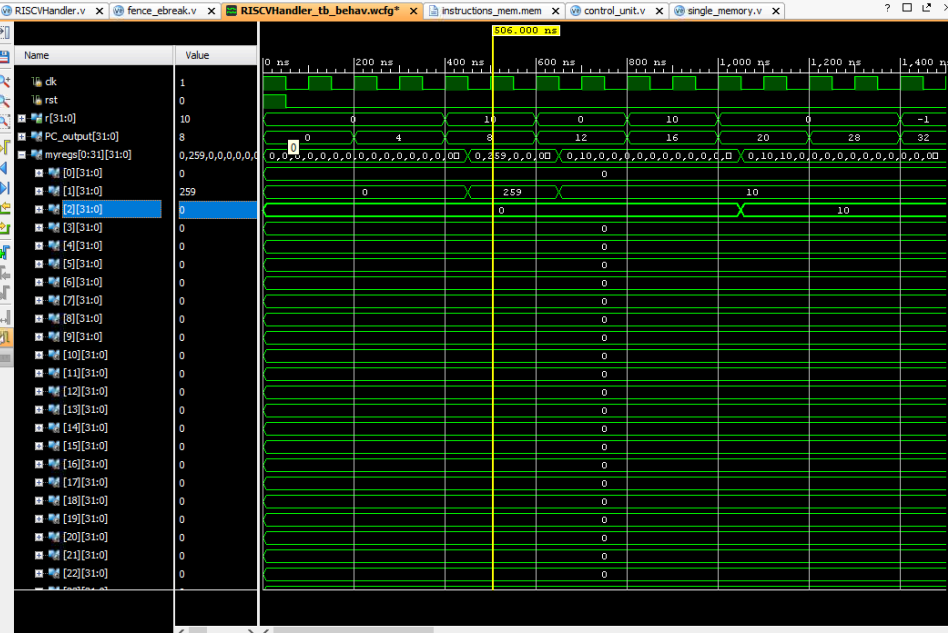 RISCVHandler.v × fence_ebreak.v × RISCVHandler_tb_behav.wcfg* × instructions_mem.mem × control_unit.v × single_memory.v × ?
506.000 ns
Name Value
0 ns 200 ns 400 ns 600 ns 800 ns 1,000 ns 1,200 ns 1,400 n
clk 1
rst 0
r[31:0] 10 0 10 0 10 0 -1
PC_output[31:0] 8 0 4 8 12 16 20 28 32
0
myregs[0:31][31:0] 0,259,0,0,0,0,0 0,0,0,0,0,0,0,0,0,0,0,0,0,0 0,259,0,0,0 0,10,0,0,0,0,0,0,0,0,0,0 0,10,10,0,0,0,0,0,0,0,0,0,0
[0][31:0] 0 0
[1][31:0] 259 0 259 10
[2][31:0] 0 0 10
[3][31:0] 0 0
[4][31:0] 0 0
[5][31:0] 0 0
[6][31:0] 0 0
[7][31:0] 0 0
[8][31:0] 0 0
[9][31:0] 0 0
[10][31:0] 0 0
[11][31:0] 0 0
[12][31:0] 0 0
[13][31:0] 0 0
[14][31:0] 0 0
[15][31:0] 0 0
[16][31:0] 0 0
[17][31:0] 0 0
[18][31:0] 0 0
[19][31:0] 0 0
[20][31:0] 0 0
[21][31:0] 0 0
[22][31:0] 0 0